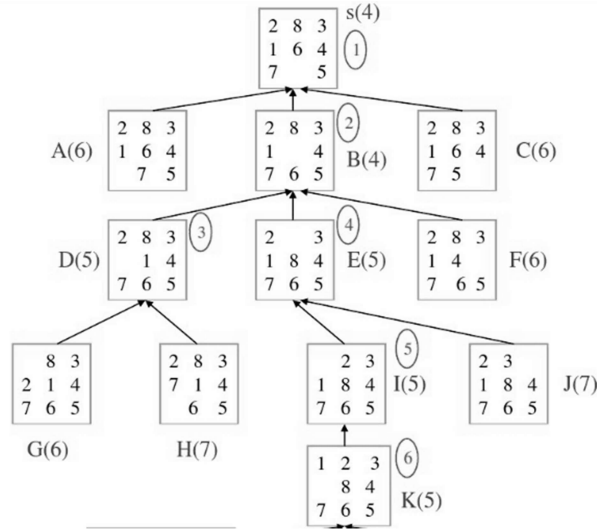 s(4)
2 8 3
1 6 4
7 5
1
A(6)
2 8 3
1 6 4
7 5
2 8 3
1 4
7 6 5
2
B(4)
2 8 3
1 6 4
7 5
C(6)
D(5)
2 8 3
1 4
7 6 5
3
2 3
1 8 4
7 6 5
4
E(5)
2 8 3
1 4
7 6 5
F(6)
8 3
2 1 4
7 6 5
G(6)
2 8 3
7 1 4
6 5
H(7)
2 3
1 8 4
7 6 5
5
I(5)
2 3
1 8 4
7 6 5
J(7)
1 2 3
8 4
7 6 5
6
K(5)